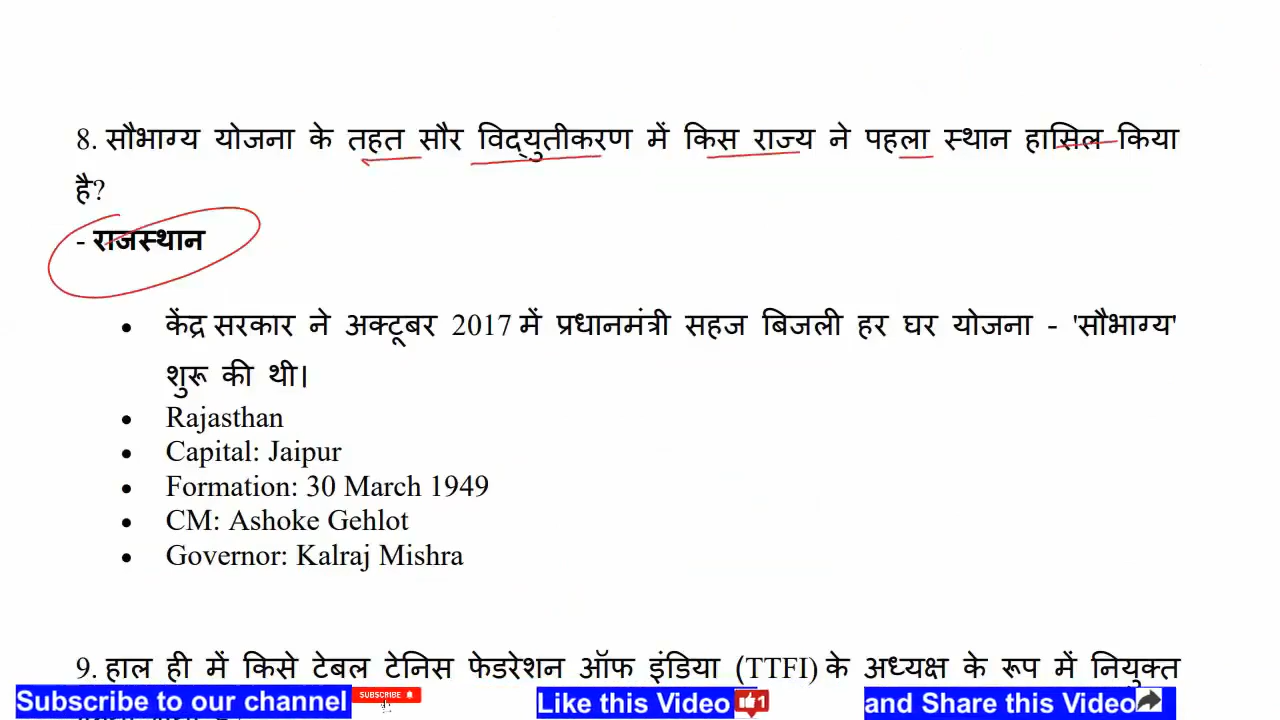 8. सौभाग्य योजना के तहत सौर विद्युतीकरण में किस राज्य ने पहला स्थान हासिल किया
है?
- राजस्थान
• केंद्र सरकार ने अक्टूबर 2017 में प्रधानमंत्री सहज बिजली हर घर योजना - 'सौभाग्य'
शुरू की थी।
• Rajasthan
• Capital: Jaipur
• Formation: 30 March 1949
• CM: Ashoke Gehlot
• Governor: Kalraj Mishra
9. हाल ही में किसे टेबल टेनिस फेडरेशन ऑफ इंडिया (TTFI) के अध्यक्ष के रूप में नियुक्त
Subscribe to our channel SUBSCRIBE Like this Video 1 and Share this Video